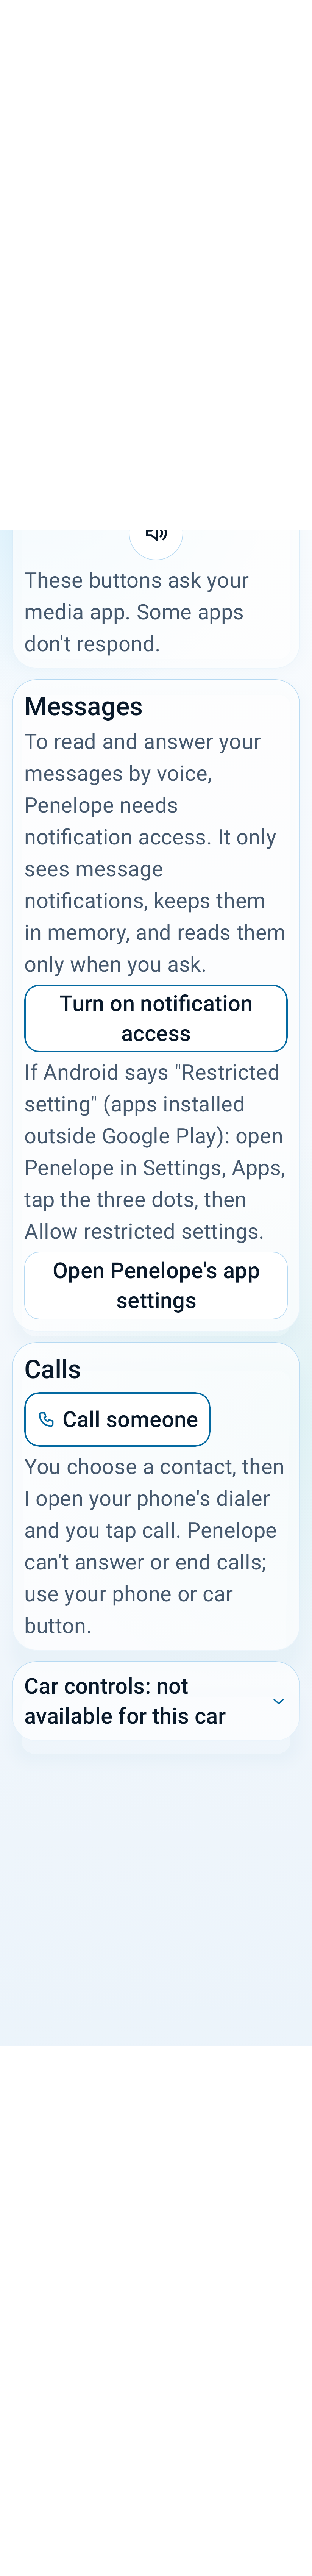 These buttons ask your
media app. Some apps
don't respond.
Messages
To read and answer your
messages by voice,
Penelope needs
notification access. It only
sees message
notifications, keeps them
in memory, and reads them
only when you ask.
Turn on notification
access
If Android says "Restricted
setting" (apps installed
outside Google Play): open
Penelope in Settings, Apps,
tap the three dots, then
Allow restricted settings.
Open Penelope's app
settings
Calls
Call someone
You choose a contact, then
I open your phone's dialer
and you tap call. Penelope
can't answer or end calls;
use your phone or car
button.
Car controls: not
available for this car